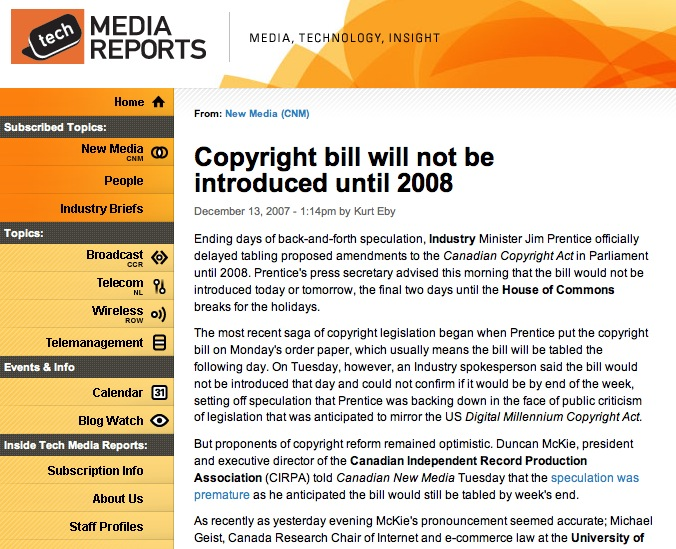 tech MEDIA
REPORTS
MEDIA, TECHNOLOGY, INSIGHT
Home
Subscribed Topics:
New Media
CNM
People
Industry Briefs
Topics:
Broadcast
CCR
Telecom
NL
Wireless
ROW
Telemanagement
Events & Info
Calendar 31
Blog Watch
Inside Tech Media Reports:
Subscription Info
About Us
Staff Profiles
From: New Media (CNM)
Copyright bill will not be
introduced until 2008
December 13, 2007 - 1:14pm by Kurt Eby
Ending days of back-and-forth speculation, Industry Minister Jim Prentice officially
delayed tabling proposed amendments to the Canadian Copyright Act in Parliament
until 2008. Prentice's press secretary advised this morning that the bill would not be
introduced today or tomorrow, the final two days until the House of Commons
breaks for the holidays.
The most recent saga of copyright legislation began when Prentice put the copyright
bill on Monday's order paper, which usually means the bill will be tabled the
following day. On Tuesday, however, an Industry spokesperson said the bill would
not be introduced that day and could not confirm if it would be by end of the week,
setting off speculation that Prentice was backing down in the face of public criticism
of legislation that was anticipated to mirror the US Digital Millennium Copyright Act.
But proponents of copyright reform remained optimistic. Duncan McKie, president
and executive director of the Canadian Independent Record Production
Association (CIRPA) told Canadian New Media Tuesday that the speculation was
premature as he anticipated the bill would still be tabled by week's end.
As recently as yesterday evening McKie's pronouncement seemed accurate; Michael
Geist, Canada Research Chair of Internet and e-commerce law at the University of